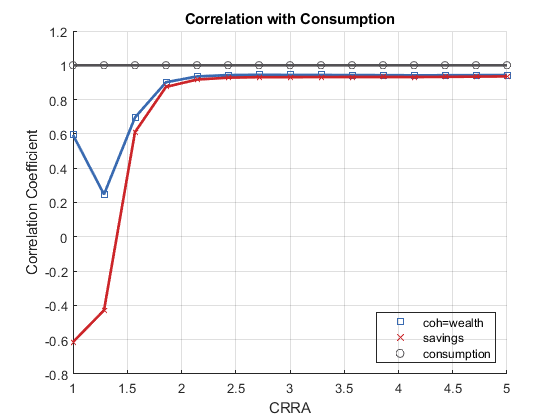 Correlation with Consumption
1.2
1
0.8
0.6
0.4
0.2
0
-0.2
-0.4
-0.6
-0.8
Correlation Coefficient
1 1.5 2 2.5 3 3.5 4 4.5 5
CRRA
coh=wealth
savings
consumption